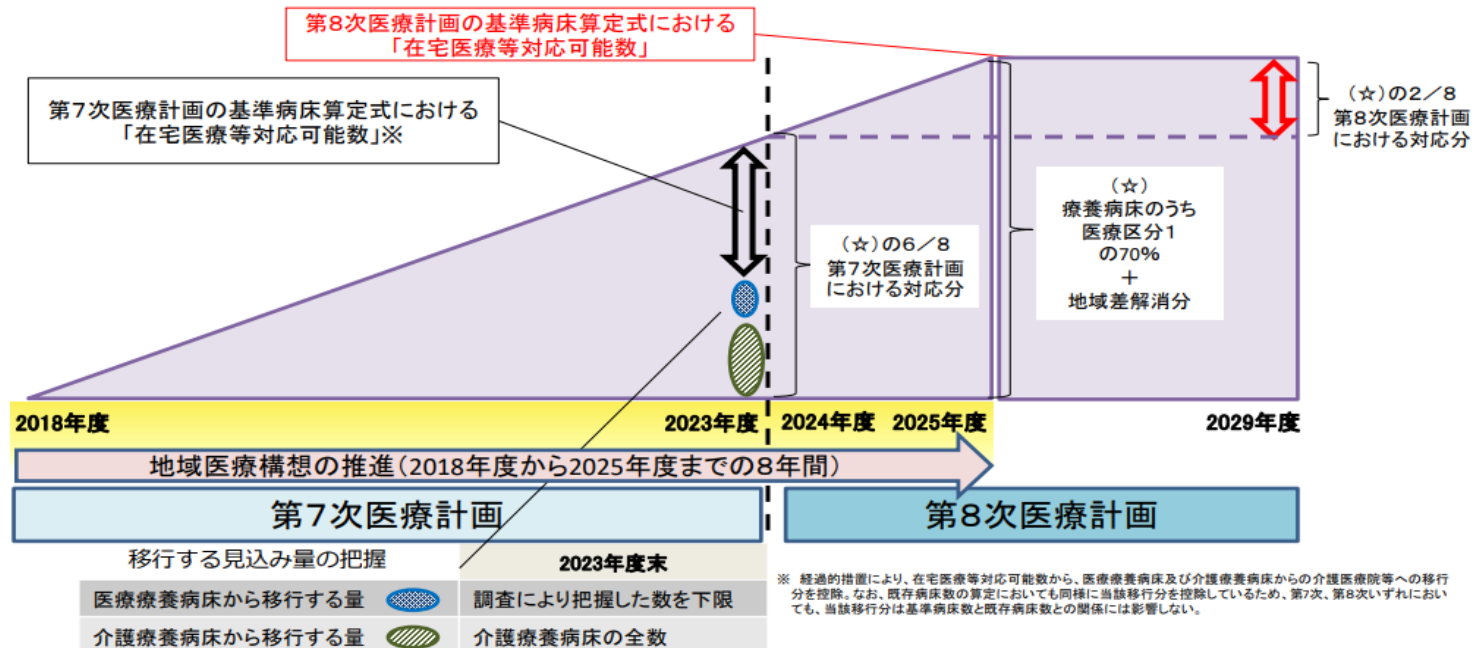 第8次医療計画の基準病床算定式における
「在宅医療等対応可能数」
第7次医療計画の基準病床算定式における
「在宅医療等対応可能数」※
（☆）の2／8
第8次医療計画
における対応分
（☆）
療養病床のうち
医療区分1
の70%
＋
地域差解消分
（☆）の6／8
第7次医療計画
における対応分
2018年度
2023年度
2024年度
2025年度
2029年度
地域医療構想の推進（2018年度から2025年度までの8年間）
第7次医療計画
第8次医療計画
移行する見込み量の把握
2023年度末
医療療養病床から移行する量
調査により把握した数を下限
介護療養病床から移行する量
介護療養病床の全数
※ 経過的措置により、在宅医療等対応可能数から、医療療養病床及び介護療養病床からの介護医療院等への移行
分を控除。なお、既存病床数の算定においても同様に当該移行分を控除しているため、第7次、第8次いずれにおい
ても、当該移行分は基準病床数と既存病床数との関係には影響しない。